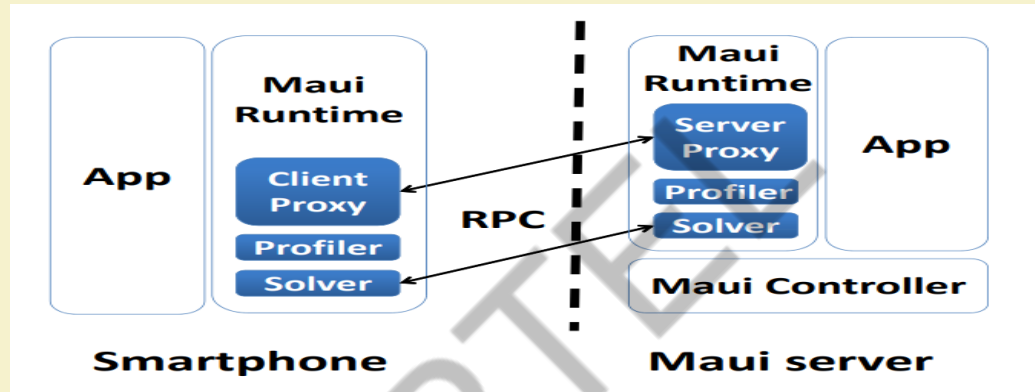 App
Maui
Runtime
Client
Proxy
Profiler
Solver
Smartphone
RPC
Maui
Runtime
Server
Proxy
Profiler
Solver
App
Maui Controller
Maui server